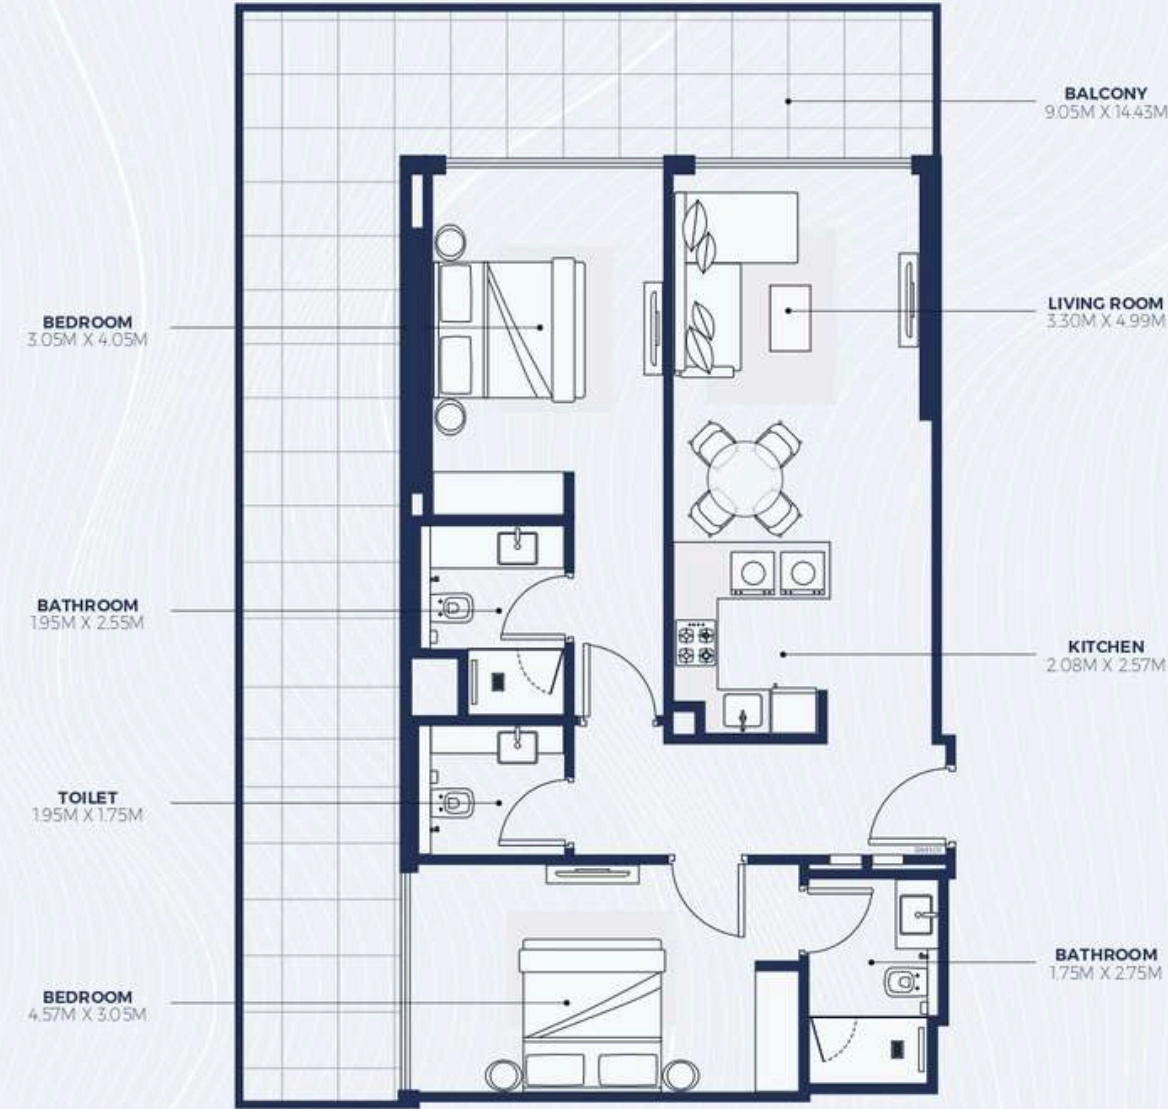 BALCONY
9.05M X 14.43M
BEDROOM
3.05M X 4.05M
LIVING ROOM
3.30M X 4.99M
BATHROOM
1.95M X 2.55M
KITCHEN
2.08M X 2.57M
TOILET
1.95M X 1.75M
BATHROOM
1.75M X 2.75M
BEDROOM
4.57M X 3.05M